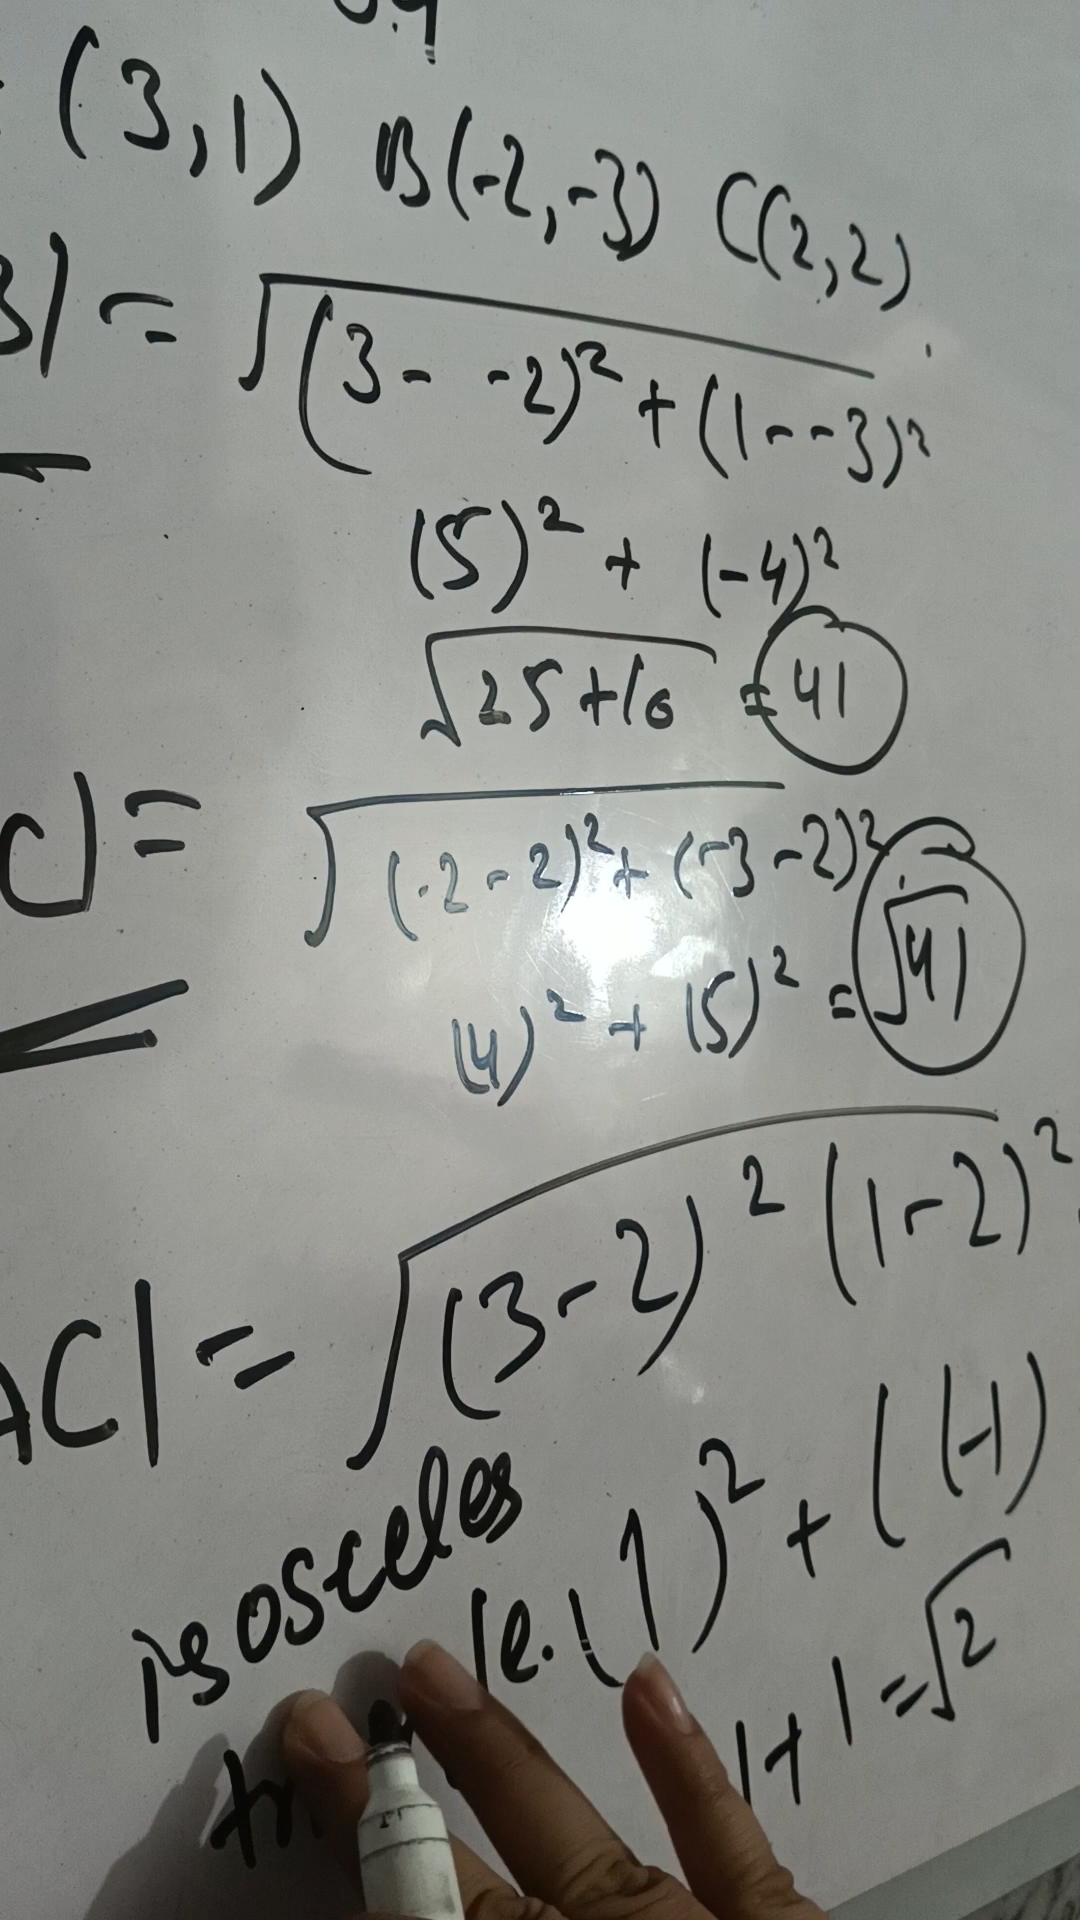 (3,1) B(-2,-3) C(2,2)
| = √(3- -2)² + (1--3)²
(5)² + (-4)²
√25+16 = 41
C| = √(-2-2)² + (-3-2)²
(4)² + (5)² = √41
AC| = √(3-2)² (1-2)²
isosceles (1)² + ( (-1)
le. 1+1 = √2